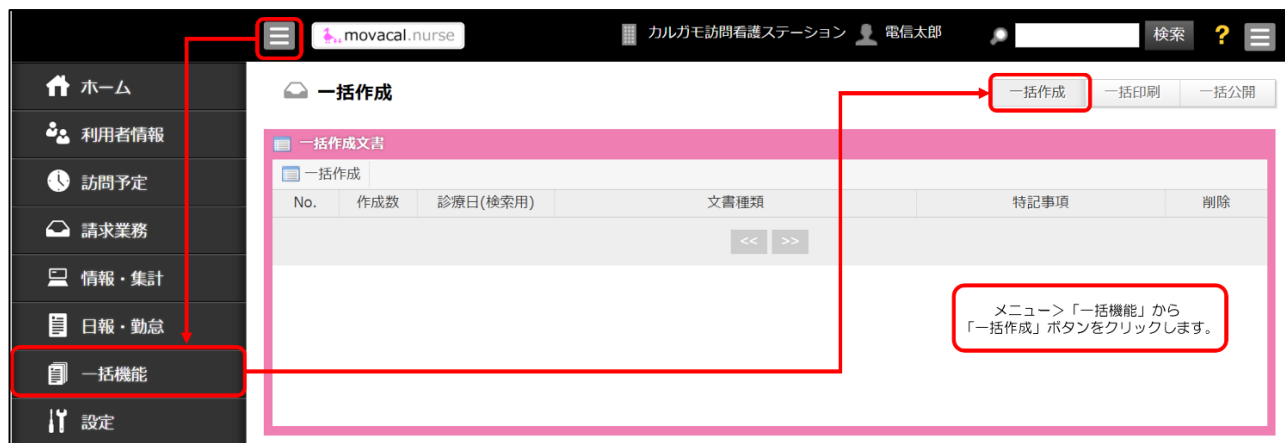 movacal.nurse
カルガモ訪問看護ステーション
電信太郎
検索
?
ホーム
利用者情報
訪問予定
請求業務
情報・集計
日報・勤怠
一括機能
設定
一括作成
一括作成
一括印刷
一括公開
一括作成文書
一括作成
No. 作成数 診療日(検索用) 文書種類 特記事項 削除
<< >>
メニュー＞「一括機能」から
「一括作成」ボタンをクリックします。